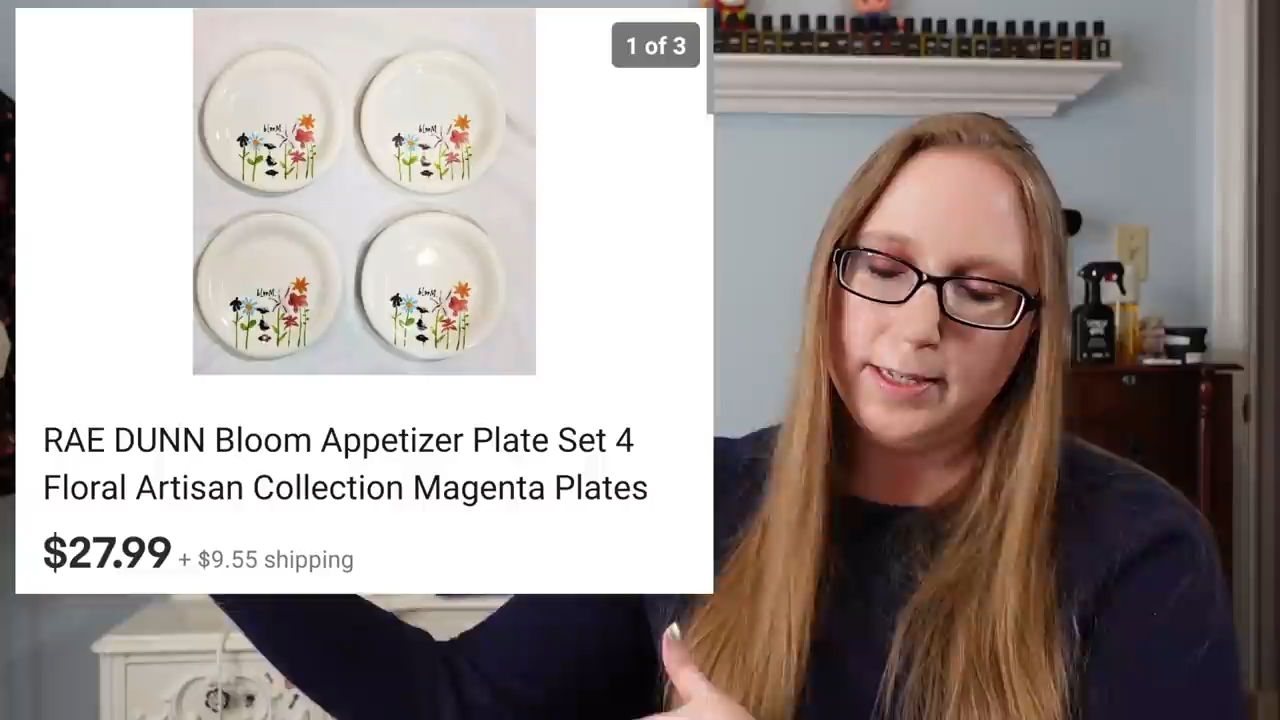 1 of 3
blooM
blooM
blooM
blooM
RAE DUNN Bloom Appetizer Plate Set 4
Floral Artisan Collection Magenta Plates
$27.99 + $9.55 shipping